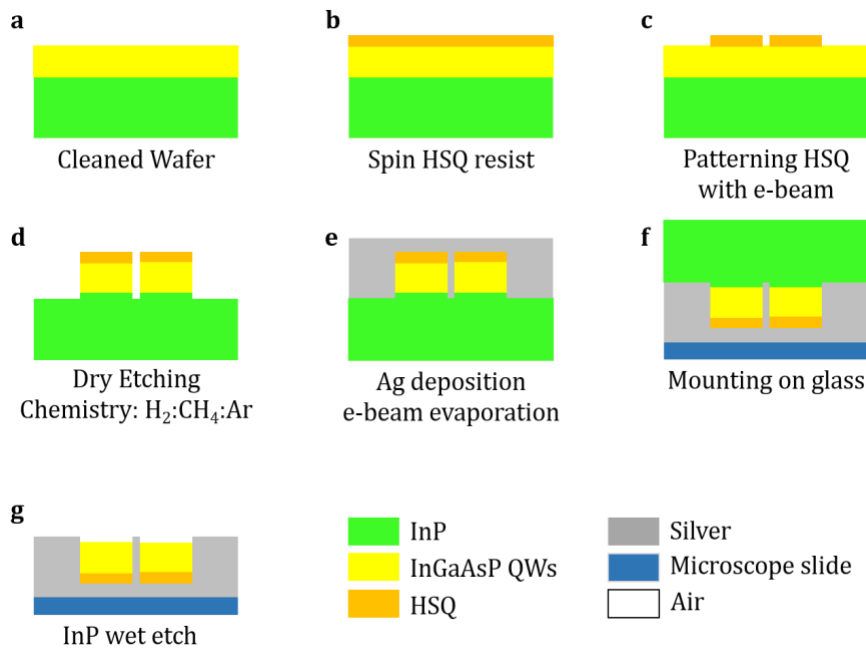 a
Cleaned Wafer
b
Spin HSQ resist
c
Patterning HSQ
with e-beam
d
Dry Etching
Chemistry: H₂:CH₄:Ar
e
Ag deposition
e-beam evaporation
f
Mounting on glass
g
InP wet etch
InP
InGaAsP QWs
HSQ
Silver
Microscope slide
Air